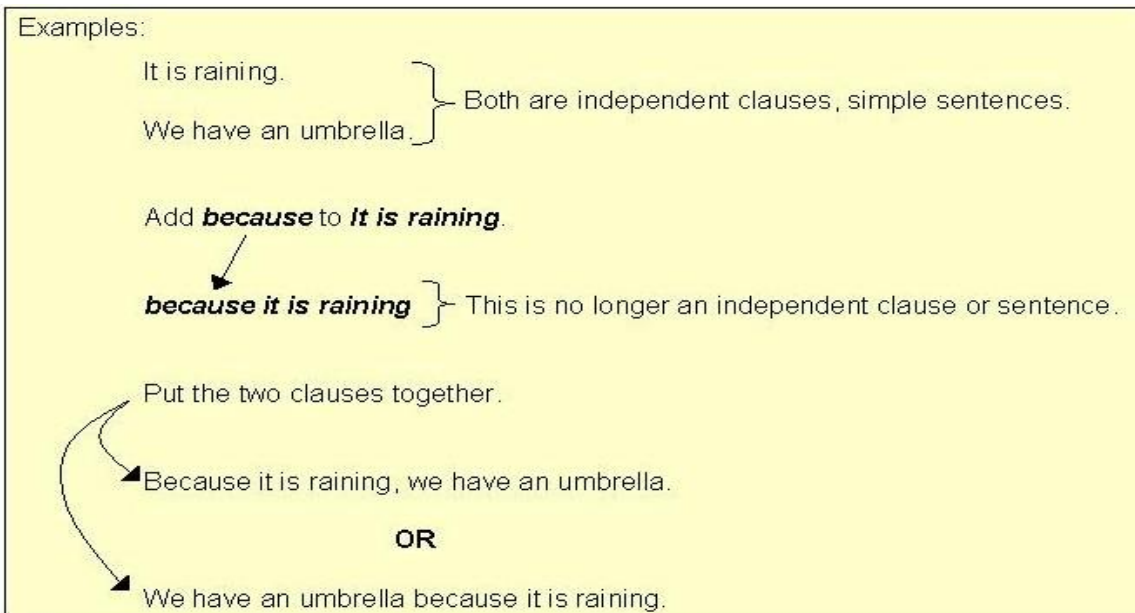 Examples:
It is raining.
Both are independent clauses, simple sentences.
We have an umbrella.
Add because to It is raining.
because it is raining This is no longer an independent clause or sentence.
Put the two clauses together.
Because it is raining, we have an umbrella.
OR
We have an umbrella because it is raining.